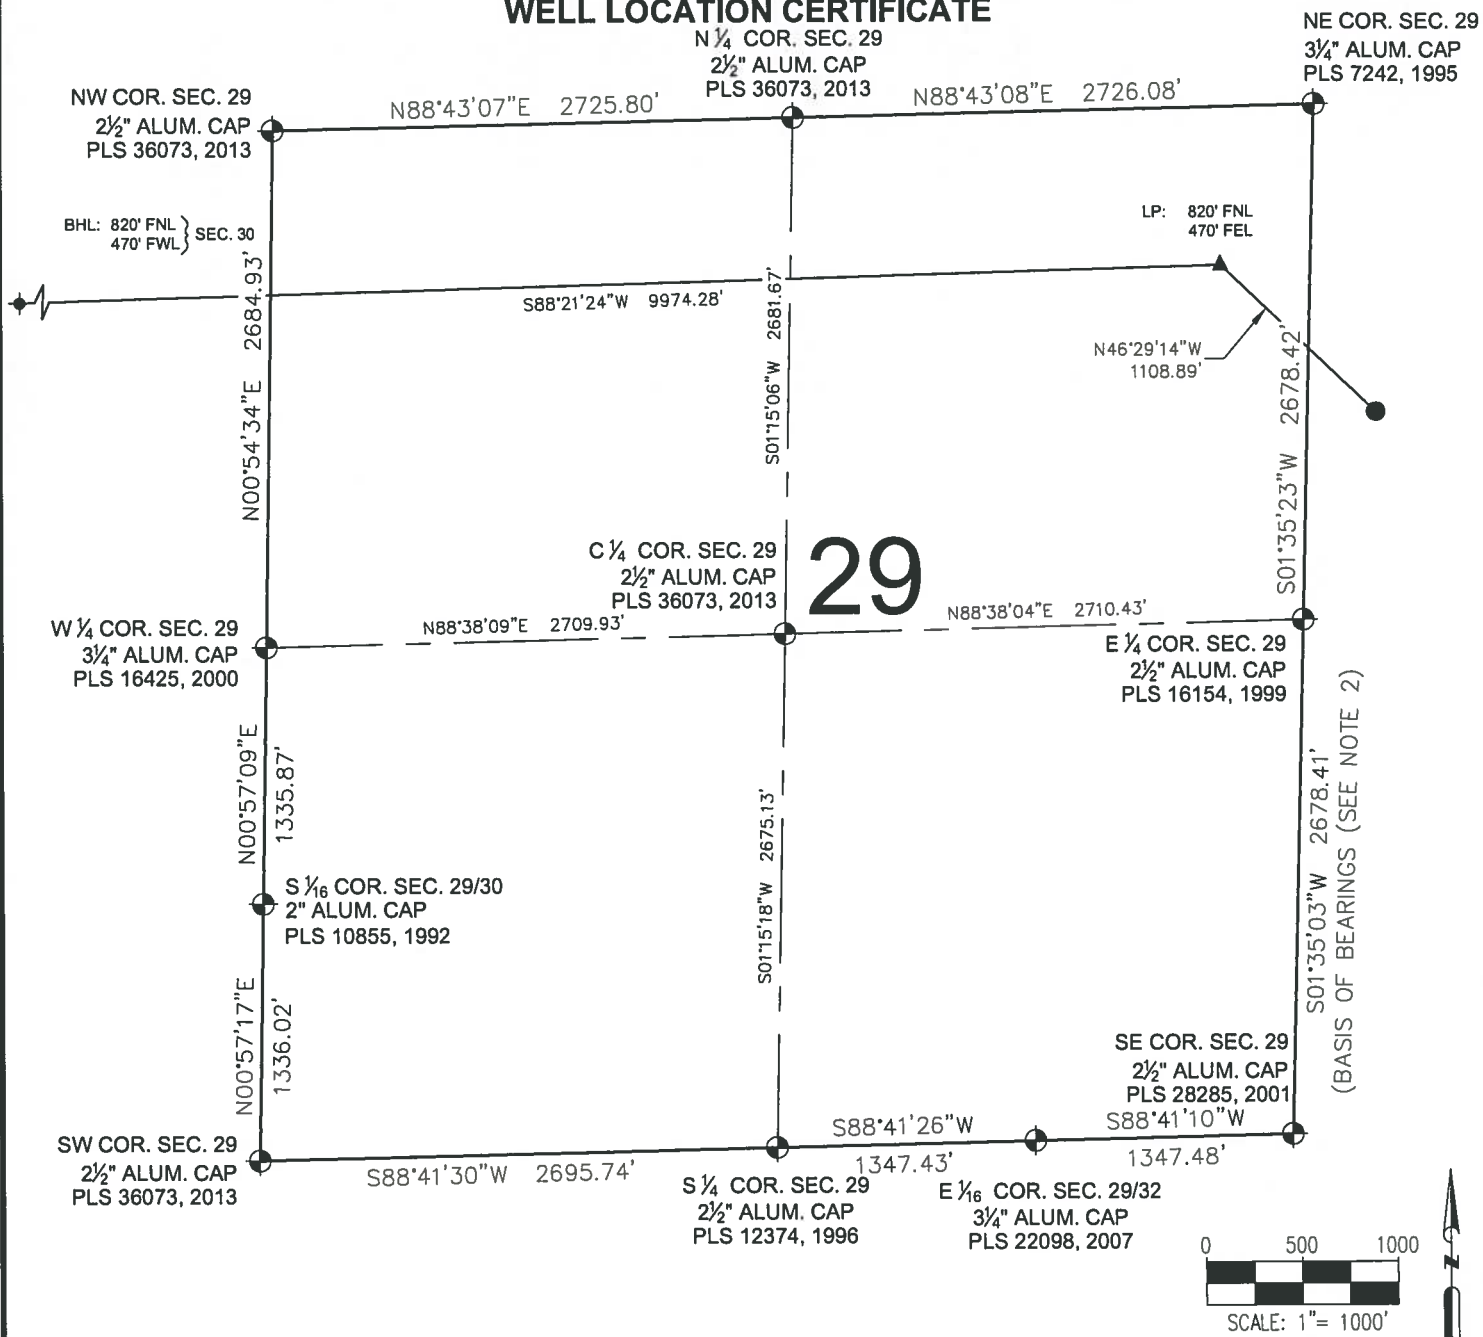 WELL LOCATION CERTIFICATE
NE COR. SEC. 29
3¼" ALUM. CAP
PLS 7242, 1995
N ¼ COR. SEC. 29
2½" ALUM. CAP
PLS 36073, 2013
NW COR. SEC. 29
2½" ALUM. CAP
PLS 36073, 2013
N88°43'07"E 2725.80'
N88°43'08"E 2726.08'
BHL: 820' FNL
470' FWL
SEC. 30
LP: 820' FNL
470' FEL
S88°21'24"W 9974.28'
N46°29'14"W
1108.89'
N00°54'34"E 2684.93'
S01°15'06"W 2681.67'
S01°35'23"W 2678.42'
C ¼ COR. SEC. 29
2½" ALUM. CAP
PLS 36073, 2013
29
W ¼ COR. SEC. 29
3¼" ALUM. CAP
PLS 16425, 2000
N88°38'09"E 2709.93'
N88°38'04"E 2710.43'
E ¼ COR. SEC. 29
2½" ALUM. CAP
PLS 16154, 1999
N00°57'09"E
1335.87'
S01°15'18"W 2675.13'
S01°35'03"W 2678.41'
(BASIS OF BEARINGS (SEE NOTE 2)
S 1⁄16 COR. SEC. 29/30
2" ALUM. CAP
PLS 10855, 1992
N00°57'17"E
1336.02'
SE COR. SEC. 29
2½" ALUM. CAP
PLS 28285, 2001
SW COR. SEC. 29
2½" ALUM. CAP
PLS 36073, 2013
S88°41'30"W 2695.74'
S88°41'26"W
1347.43'
S88°41'10"W
1347.48'
S ¼ COR. SEC. 29
2½" ALUM. CAP
PLS 12374, 1996
E 1⁄16 COR. SEC. 29/32
3¼" ALUM. CAP
PLS 22098, 2007
0 500 1000
SCALE: 1"= 1000'
N